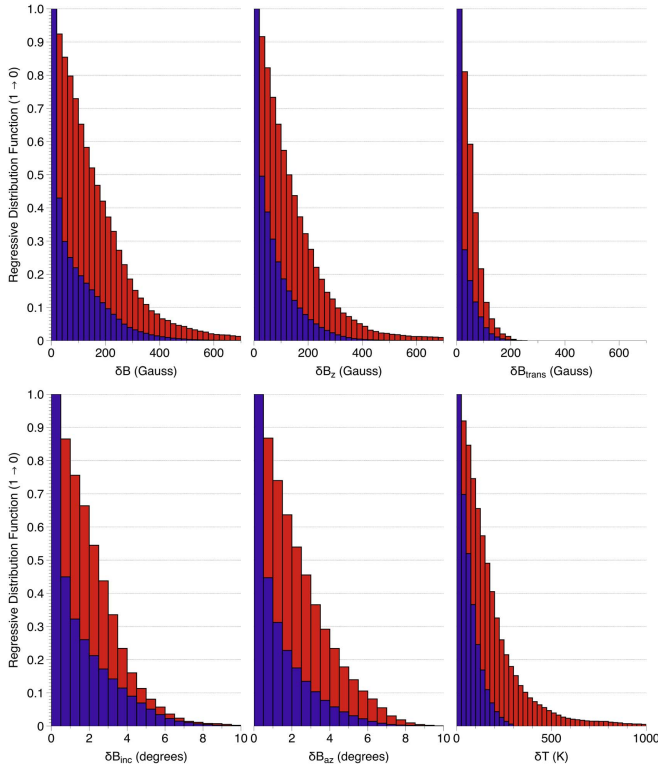 Regressive Distribution Function (1 → 0)
1.0
0.9
0.8
0.7
0.6
0.5
0.4
0.3
0.2
0.1
0
200 400 600
200 400 600
200 400 600
δB (Gauss)
δBz (Gauss)
δBtrans (Gauss)
Regressive Distribution Function (1 → 0)
1.0
0.9
0.8
0.7
0.6
0.5
0.4
0.3
0.2
0.1
0
0 2 4 6 8 10
2 4 6 8 10
0 500 1000
δBinc (degrees)
δBaz (degrees)
δT (K)